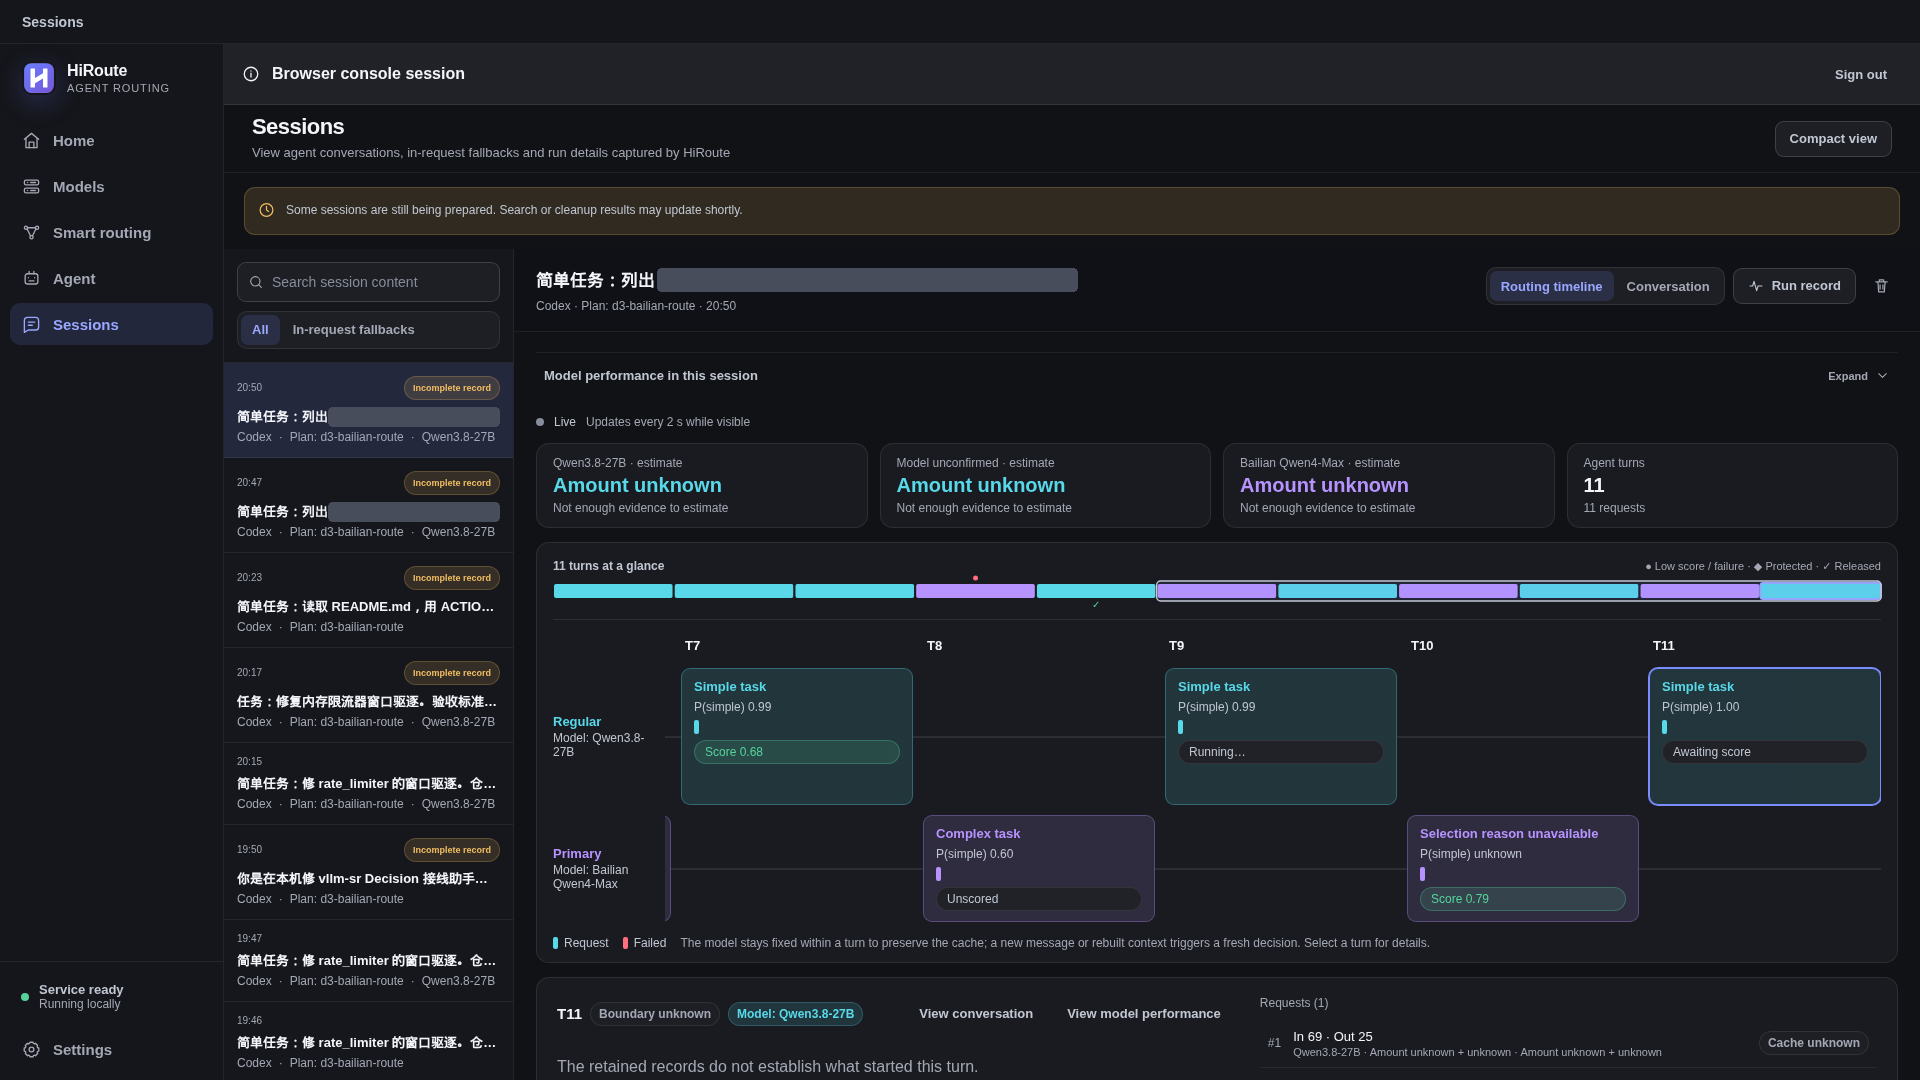 Sessions
HiRoute
AGENT ROUTING
Home
Models
Smart routing
Agent
Sessions
Service ready
Running locally
Settings
Browser console session
Sign out
Sessions
View agent conversations, in-request fallbacks and run details captured by HiRoute
Compact view
Some sessions are still being prepared. Search or cleanup results may update shortly.
Search session content
All
In-request fallbacks
20:50
Incomplete record
简单任务：列出
Codex · Plan: d3-bailian-route · Qwen3.8-27B
20:47
Incomplete record
简单任务：列出
Codex · Plan: d3-bailian-route · Qwen3.8-27B
20:23
Incomplete record
简单任务：读取 README.md，用 ACTIO…
Codex · Plan: d3-bailian-route
20:17
Incomplete record
任务：修复内存限流器窗口驱逐。验收标准…
Codex · Plan: d3-bailian-route · Qwen3.8-27B
20:15
简单任务：修 rate_limiter 的窗口驱逐。仓…
Codex · Plan: d3-bailian-route · Qwen3.8-27B
19:50
Incomplete record
你是在本机修 vllm-sr Decision 接线助手…
Codex · Plan: d3-bailian-route
19:47
简单任务：修 rate_limiter 的窗口驱逐。仓…
Codex · Plan: d3-bailian-route · Qwen3.8-27B
19:46
简单任务：修 rate_limiter 的窗口驱逐。仓…
Codex · Plan: d3-bailian-route
简单任务：列出
Codex · Plan: d3-bailian-route · 20:50
Routing timeline
Conversation
Run record
Model performance in this session
Expand
Live Updates every 2 s while visible
Qwen3.8-27B · estimate
Amount unknown
Not enough evidence to estimate
Model unconfirmed · estimate
Amount unknown
Not enough evidence to estimate
Bailian Qwen4-Max · estimate
Amount unknown
Not enough evidence to estimate
Agent turns
11
11 requests
11 turns at a glance
● Low score / failure · ◆ Protected · ✓ Released
✓
T7
T8
T9
T10
T11
Regular
Model: Qwen3.8-
27B
Simple task
P(simple) 0.99
Score 0.68
Simple task
P(simple) 0.99
Running…
Simple task
P(simple) 1.00
Awaiting score
Primary
Model: Bailian
Qwen4-Max
Complex task
P(simple) 0.60
Unscored
Selection reason unavailable
P(simple) unknown
Score 0.79
Request
Failed
The model stays fixed within a turn to preserve the cache; a new message or rebuilt context triggers a fresh decision. Select a turn for details.
T11
Boundary unknown
Model: Qwen3.8-27B
View conversation
View model performance
The retained records do not establish what started this turn.
Requests (1)
#1
In 69 · Out 25
Qwen3.8-27B · Amount unknown + unknown · Amount unknown + unknown
Cache unknown